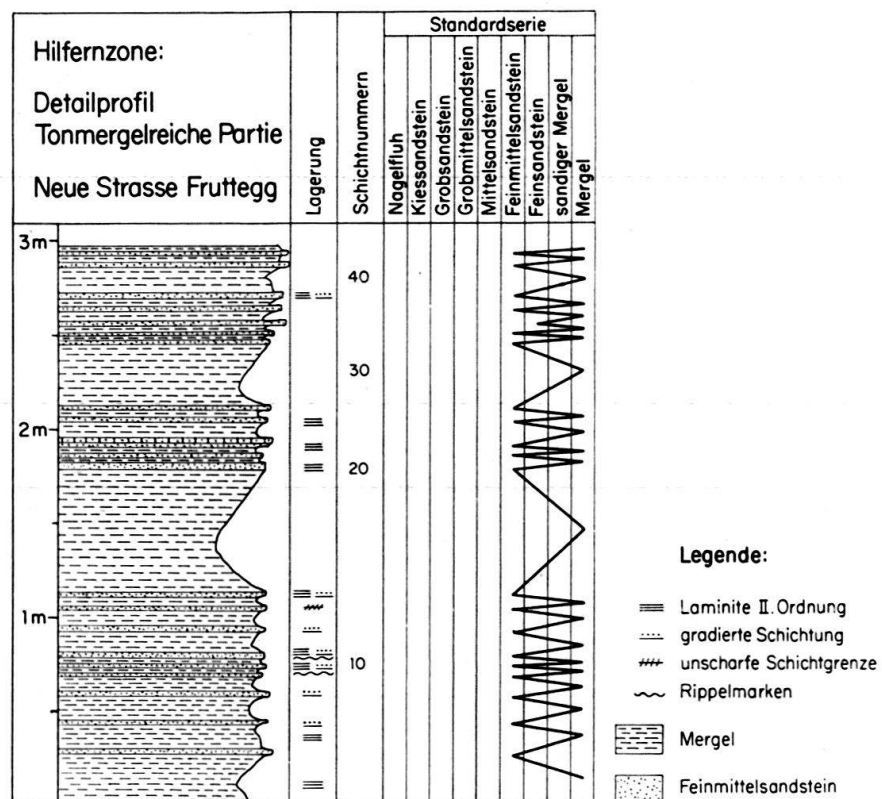 Hilfernzone:
Detailprofil
Tonmergelreiche Partie
Neue Strasse Fruttegg
Lagerung
Schichtnummern
Standardserie
Nagelfluh
Kiessandstein
Grobsandstein
Grobmittelsandstein
Mittelsandstein
Feinmittelsandstein
Feinsandstein
sandiger Mergel
Mergel
3m
40
30
2m
20
1m
10
Legende:
Laminite II. Ordnung
gradierte Schichtung
unscharfe Schichtgrenze
Rippelmarken
Mergel
Feinmittelsandstein